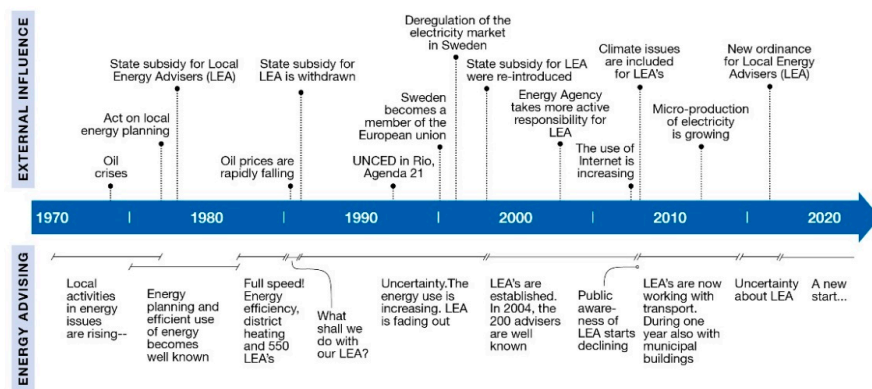 EXTERNAL INFLUENCE
Oil
crises
Act on local
energy planning
State subsidy for Local
Energy Advisers (LEA)
Oil prices are
rapidly falling
State subsidy for
LEA is withdrawn
UNCED in Rio,
Agenda 21
Sweden
becomes a
member of the
European union
Deregulation of the
electricity market
in Sweden
State subsidy for LEA
were re-introduced
Energy Agency
takes more active
responsibility for
LEA
The use of
Internet is
increasing
Climate issues
are included
for LEA's
Micro-production
of electricity
is growing
New ordinance
for Local Energy
Advisers (LEA)
1970 | 1980 | 1990 | 2000 | 2010 | 2020
ENERGY ADVISING
Local
activities
in energy
issues
are rising--
Energy
planning and
efficient use
of energy
becomes
well known
Full speed!
Energy
efficiency,
district
heating
and 550
LEA's
What
shall we
do with
our LEA?
Uncertainty.The
energy use is
increasing. LEA
is fading out
LEA's are
established.
In 2004, the
200 advisers
are well
known
Public
aware-
ness of
LEA starts
declining
LEA's are now
working with
transport.
During one
year also with
municipal
buildings
Uncertainty
about LEA
A new
start...